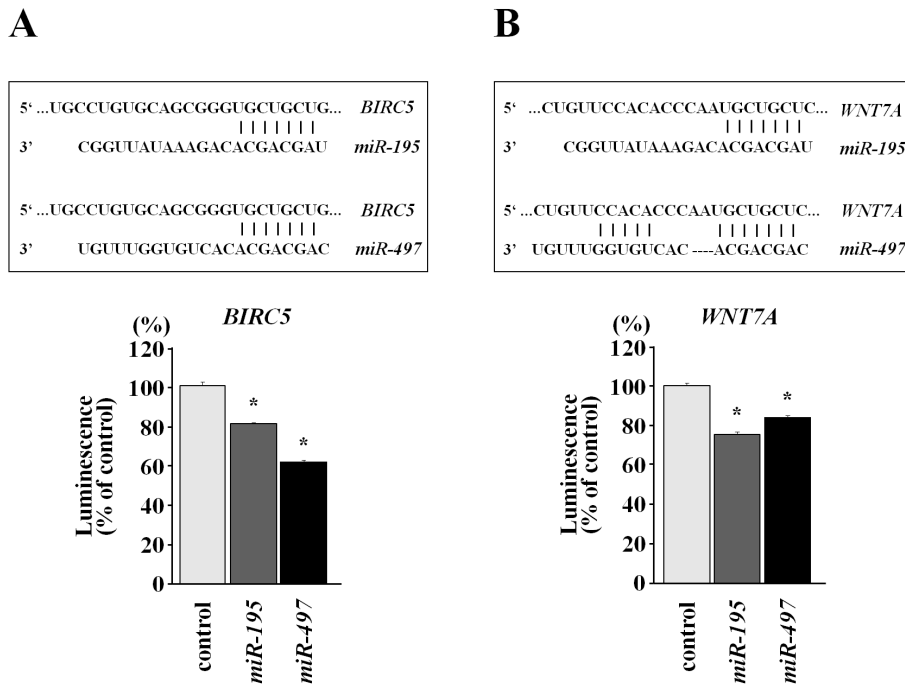 A
5‘ ...UGCCUGUGCAGCGGGUGCUGCUG... BIRC5
3’ CGGUUAUAAAGACACGACGAU miR-195
5‘ ...UGCCUGUGCAGCGGGUGCUGCUG... BIRC5
3’ UGUUUGGUGUCACACGACGAC miR-497
(%) BIRC5
120
100
80
60
40
20
0
Luminescence
(% of control)
control
miR-195
miR-497
B
5‘ ...CUGUUCCACACCCAAUGCUGCUC... WNT7A
3’ CGGUUAUAAAGACACGACGAU miR-195
5‘ ...CUGUUCCACACCCAAUGCUGCUC... WNT7A
3’ UGUUUGGUGUCAC ----ACGACGAC miR-497
(%) WNT7A
120
100
80
60
40
20
0
Luminescence
(% of control)
*
*
control
miR-195
miR-497